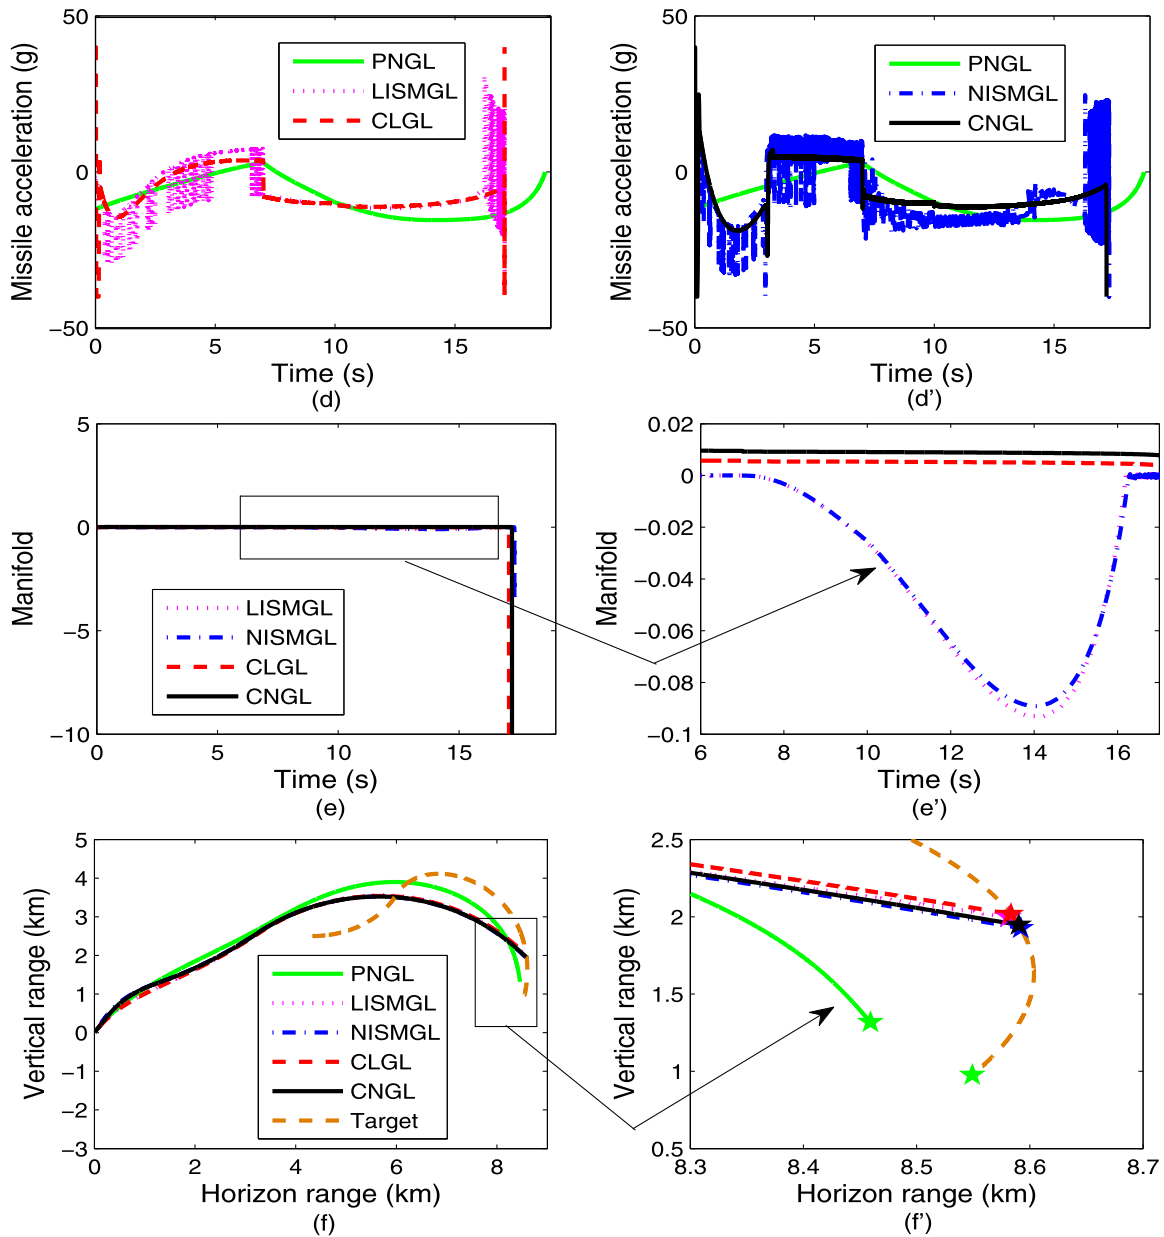 50
0
−50
Missile acceleration (g)
PNGL
LISMGL
CLGL
0 5 10 15
Time (s)
(d)
50
0
−50
Missile acceleration (g)
PNGL
NISMGL
CNGL
0 5 10 15
Time (s)
(d’)
5
0
−5
−10
Manifold
LISMGL
NISMGL
CLGL
CNGL
0 5 10 15
Time (s)
(e)
0.02
0
−0.02
−0.04
−0.06
−0.08
−0.1
Manifold
6 8 10 12 14 16
Time (s)
(e’)
5
4
3
2
1
0
−1
−2
−3
Vertical range (km)
PNGL
LISMGL
NISMGL
CLGL
CNGL
Target
0 2 4 6 8
Horizon range (km)
(f)
2.5
2
1.5
1
0.5
Vertical range (km)
8.3 8.4 8.5 8.6 8.7
Horizon range (km)
(f’)